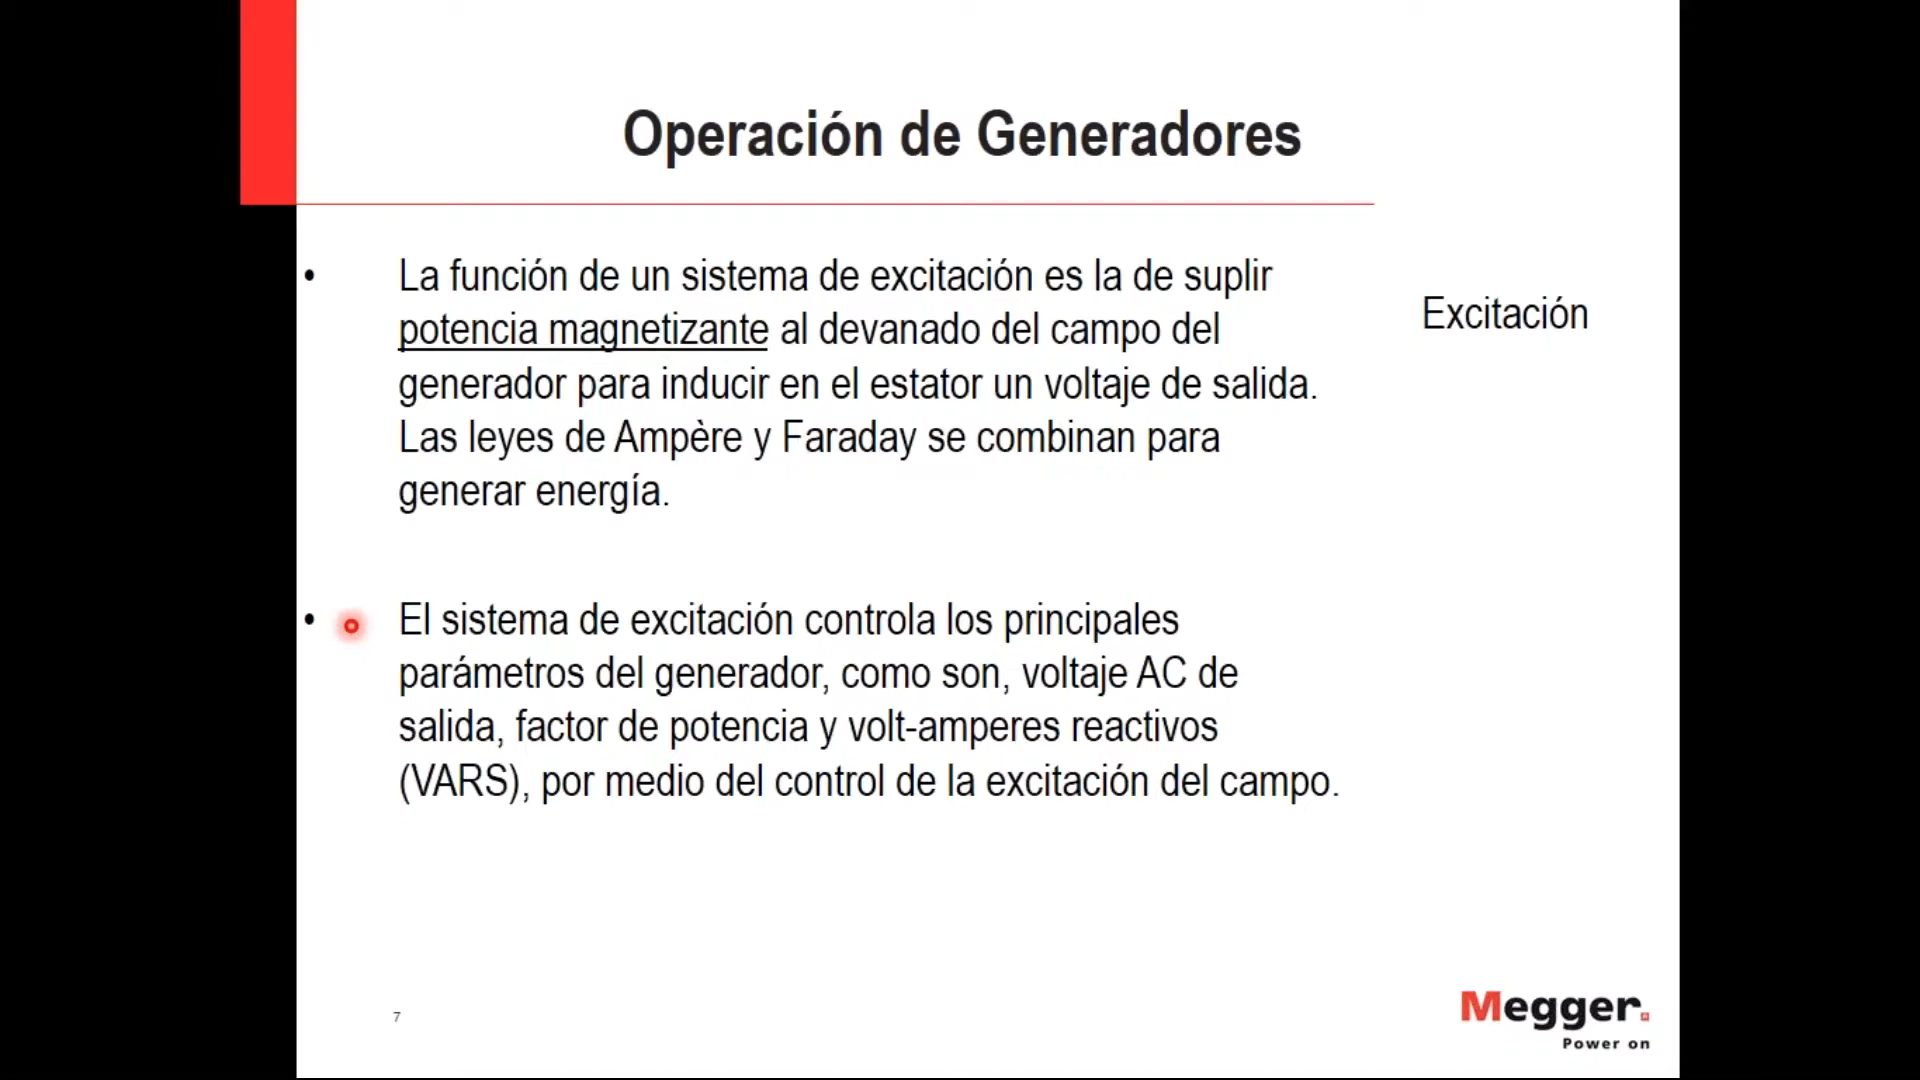 Operación de Generadores
• La función de un sistema de excitación es la de suplir
potencia magnetizante al devanado del campo del
generador para inducir en el estator un voltaje de salida.
Las leyes de Ampère y Faraday se combinan para
generar energía.
Excitación
• El sistema de excitación controla los principales
parámetros del generador, como son, voltaje AC de
salida, factor de potencia y volt-amperes reactivos
(VARS), por medio del control de la excitación del campo.
7
Megger.
Power on